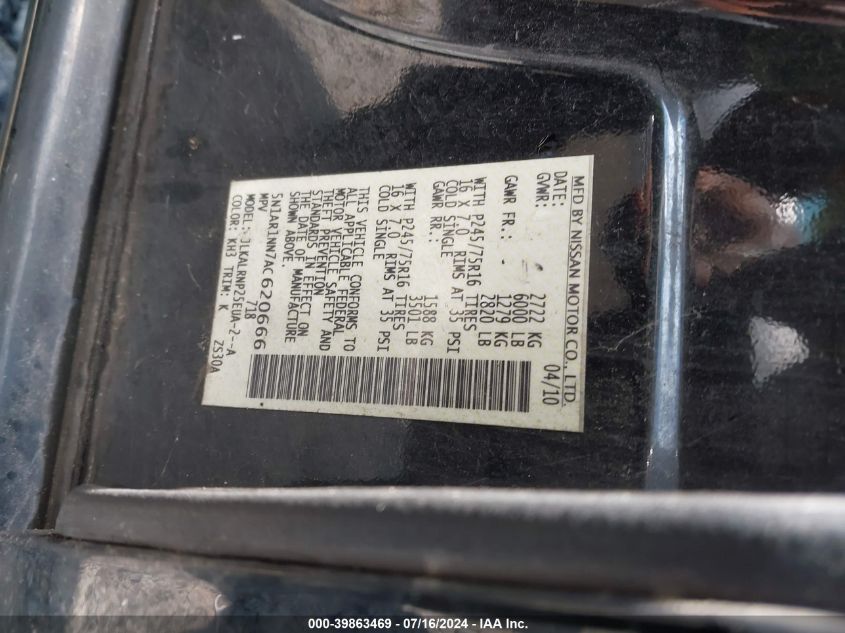 MFD BY NISSAN MOTOR CO., LTD.
DATE: 04/10
GVWR: 2722 KG
6000 LB
GAWR FR.: 1279 KG
2820 LB
WITH P245/75R16 TIRES
16 X 7.0 RIMS AT 35 PSI
COLD SINGLE
GAWR RR.: 1588 KG
3501 LB
WITH P245/75R16 TIRES
16 X 7.0 RIMS AT 35 PSI
COLD SINGLE
THIS VEHICLE CONFORMS TO
ALL APPLICABLE FEDERAL
MOTOR VEHICLE SAFETY AND
THEFT PREVENTION
STANDARDS IN EFFECT ON
THE DATE OF MANUFACTURE
SHOWN ABOVE.
5N1AR1NN7AC620666
MPV 718
MODEL: JLKALRNP25EUA-2--A
COLOR: KH3 TRIM: K ZS30A
000-39863469 - 07/16/2024 - IAAI.COM